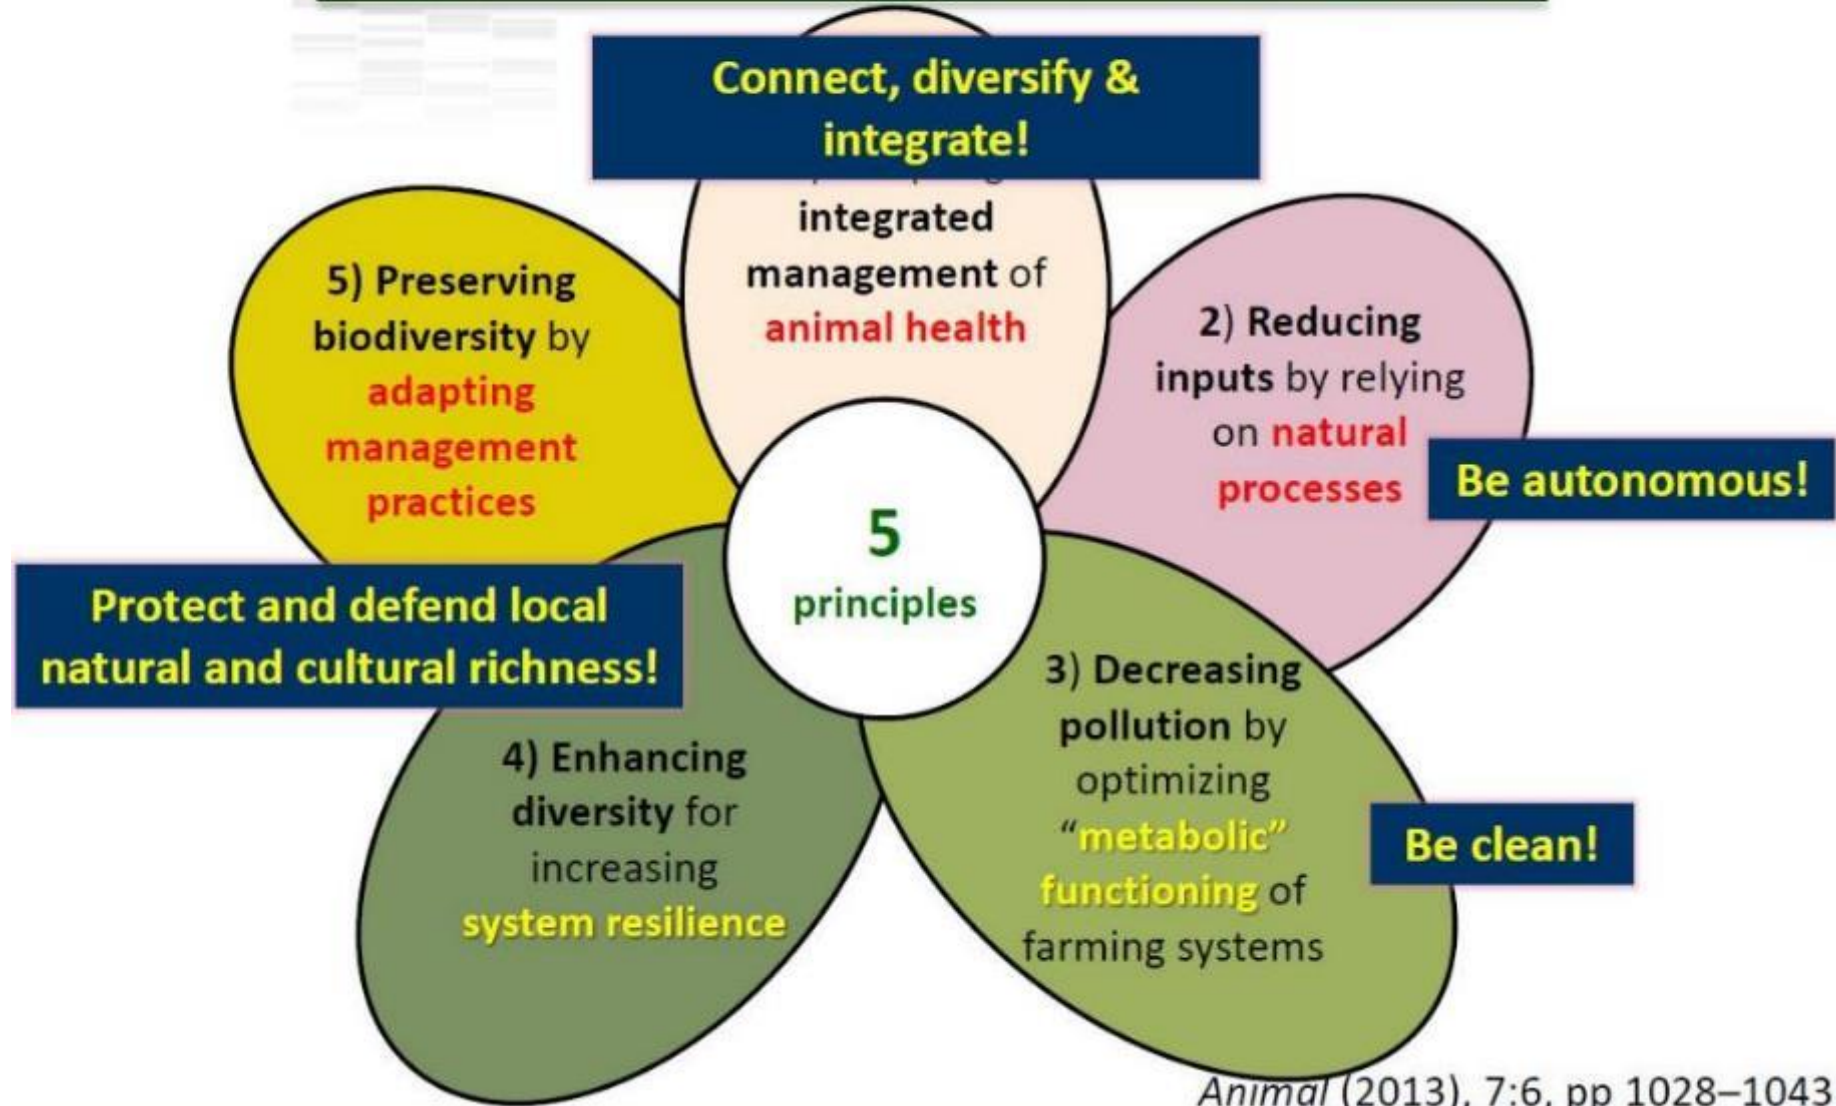 Connect, diversify &
integrate!
integrated
management of
animal health
2) Reducing
inputs by relying
on natural
processes
Be autonomous!
3) Decreasing
pollution by
optimizing
“metabolic”
functioning of
farming systems
Be clean!
4) Enhancing
diversity for
increasing
system resilience
5) Preserving
biodiversity by
adapting
management
practices
Protect and defend local
natural and cultural richness!
5
principles
Animal (2013), 7:6, pp 1028–1043